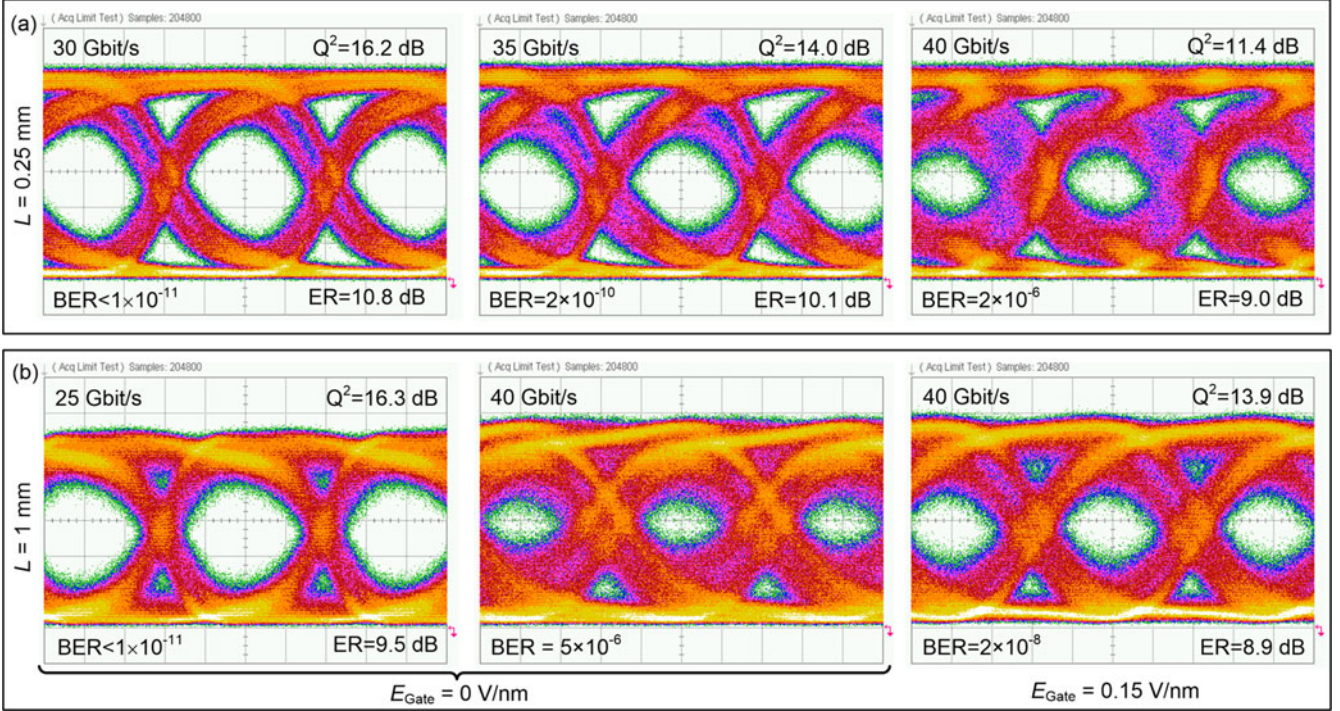 (a)
( Acq Limit Test ) Samples: 204800
30 Gbit/s
Q²=16.2 dB
BER<1×10⁻¹¹
ER=10.8 dB
( Acq Limit Test ) Samples: 204800
35 Gbit/s
Q²=14.0 dB
BER=2×10⁻¹⁰
ER=10.1 dB
( Acq Limit Test ) Samples: 204800
40 Gbit/s
Q²=11.4 dB
BER=2×10⁻⁶
ER=9.0 dB
L = 0.25 mm
(b)
( Acq Limit Test ) Samples: 204800
25 Gbit/s
Q²=16.3 dB
BER<1×10⁻¹¹
ER=9.5 dB
( Acq Limit Test ) Samples: 204800
40 Gbit/s
BER = 5×10⁻⁶
( Acq Limit Test ) Samples: 204800
40 Gbit/s
Q²=13.9 dB
BER=2×10⁻⁸
ER=8.9 dB
L = 1 mm
E_Gate = 0 V/nm
E_Gate = 0.15 V/nm